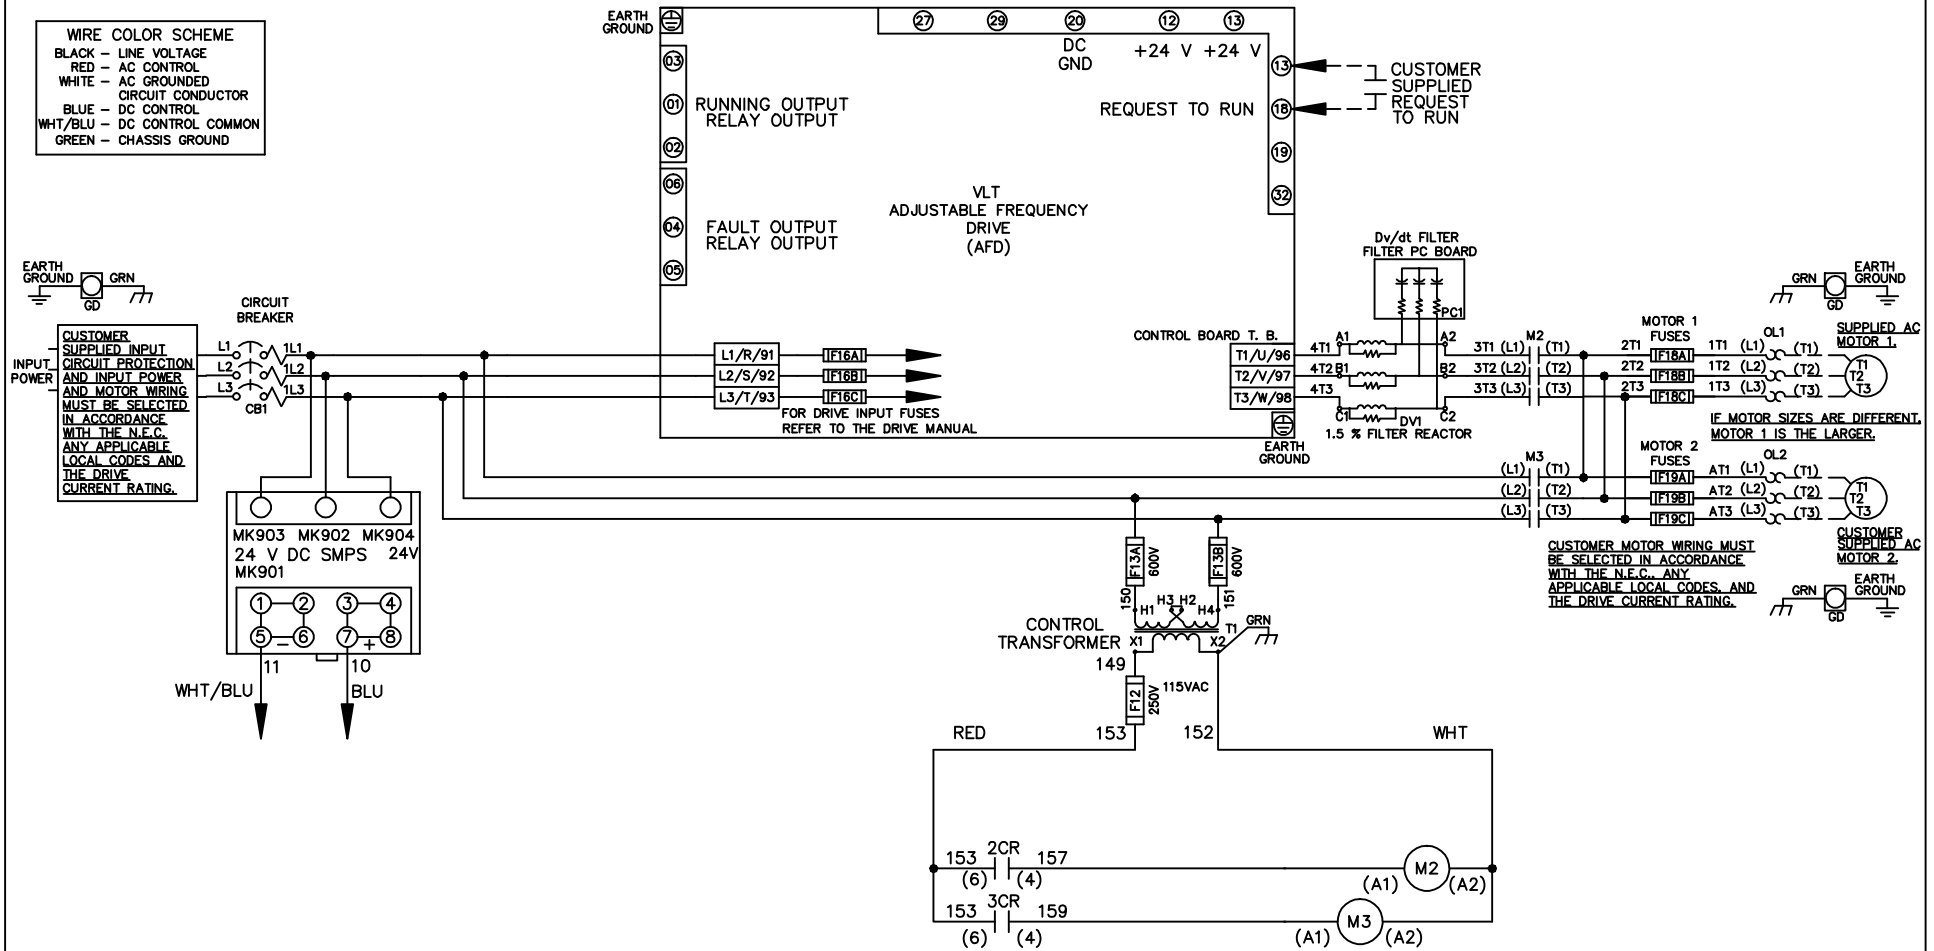 WIRE COLOR SCHEME
BLACK – LINE VOLTAGE
RED – AC CONTROL
WHITE – AC GROUNDED
CIRCUIT CONDUCTOR
BLUE – DC CONTROL
WHT/BLU – DC CONTROL COMMON
GREEN – CHASSIS GROUND
EARTH
GROUND
27 29 20 12 13
DC
GND
+24 V +24 V
03
01
02
RUNNING OUTPUT
RELAY OUTPUT
06
04
05
FAULT OUTPUT
RELAY OUTPUT
VLT
ADJUSTABLE FREQUENCY
DRIVE
(AFD)
REQUEST TO RUN
13
18
19
32
CUSTOMER
SUPPLIED
REQUEST
TO RUN
EARTH
GROUND
GRN
GD
CIRCUIT
BREAKER
INPUT
POWER
CUSTOMER
SUPPLIED INPUT
CIRCUIT PROTECTION
AND INPUT POWER
AND MOTOR WIRING
MUST BE SELECTED
IN ACCORDANCE
WITH THE N.E.C.
ANY APPLICABLE
LOCAL CODES AND
THE DRIVE
CURRENT RATING.
L1 1L1
L2 1L2
L3 1L3
CB1
L1/R/91 F16A
L2/S/92 F16B
L3/T/93 F16C
FOR DRIVE INPUT FUSES
REFER TO THE DRIVE MANUAL
CONTROL BOARD T. B.
T1/U/96
T2/V/97
T3/W/98
EARTH
GROUND
Dv/dt FILTER
FILTER PC BOARD
PC1
4T1 A1 A2
4T2 B1 B2
4T3 C1 C2
DV1
1.5 % FILTER REACTOR
M2
3T1 (L1) (T1)
3T2 (L2) (T2)
3T3 (L3) (T3)
MOTOR 1
FUSES
2T1 F18A 1T1 (L1) (T1)
2T2 F18B 1T2 (L2) (T2)
2T3 F18C 1T3 (L3) (T3)
OL1
GRN
GD
EARTH
GROUND
SUPPLIED AC
MOTOR 1.
T1
T2
T3
IF MOTOR SIZES ARE DIFFERENT,
MOTOR 1 IS THE LARGER.
M3
(L1) (T1)
(L2) (T2)
(L3) (T3)
MOTOR 2
FUSES
F19A AT1 (L1) (T1)
F19B AT2 (L2) (T2)
F19C AT3 (L3) (T3)
OL2
T1
T2
T3
CUSTOMER
SUPPLIED AC
MOTOR 2.
CUSTOMER MOTOR WIRING MUST
BE SELECTED IN ACCORDANCE
WITH THE N.E.C., ANY
APPLICABLE LOCAL CODES, AND
THE DRIVE CURRENT RATING.
GRN
GD
EARTH
GROUND
MK903 MK902 MK904
24 V DC SMPS 24V
MK901
1 2 3 4
5 – 6 7 + 8
11 10
WHT/BLU BLU
F13A 600V
F13B 600V
150 151
H1 H3 H2 H4
CONTROL
TRANSFORMER
X1 X2 T1
GRN
149
F12 250V
115VAC
153 152
RED WHT
153 2CR 157
(6) (4)
M2
(A1) (A2)
153 3CR 159
(6) (4)
M3
(A1) (A2)